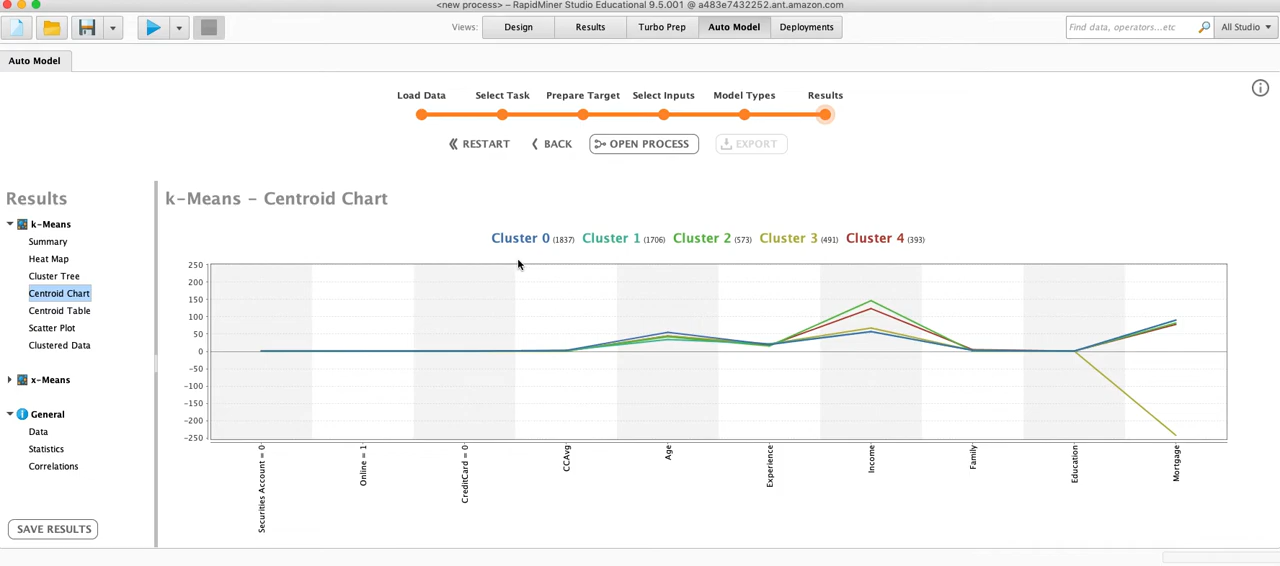 <new process> – RapidMiner Studio Educational 9.5.001 @ a483e7432252.ant.amazon.com
Views: Design Results Turbo Prep Auto Model Deployments Find data, operators...etc All Studio
Auto Model
Load Data Select Task Prepare Target Select Inputs Model Types Results
RESTART BACK OPEN PROCESS EXPORT
Results
k-Means
Summary
Heat Map
Cluster Tree
Centroid Chart
Centroid Table
Scatter Plot
Clustered Data
x-Means
General
Data
Statistics
Correlations
SAVE RESULTS
k-Means – Centroid Chart
Cluster 0 (1837) Cluster 1 (1706) Cluster 2 (573) Cluster 3 (491) Cluster 4 (393)
250
200
150
100
50
0
-50
-100
-150
-200
-250
Securities Account = 0
Online = 1
CreditCard = 0
CCAvg
Age
Experience
Income
Family
Education
Mortgage